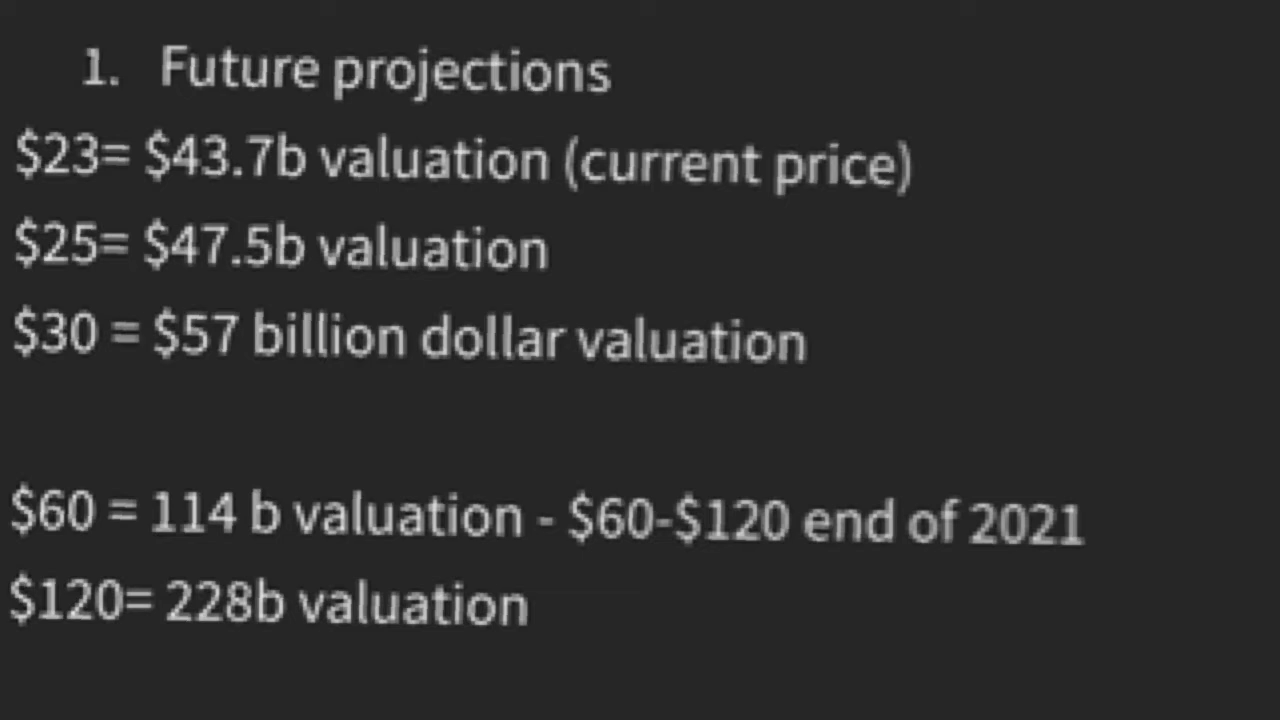 1. Future projections
$23= $43.7b valuation (current price)
$25= $47.5b valuation
$30 = $57 billion dollar valuation
$60 = 114 b valuation - $60-$120 end of 2021
$120= 228b valuation